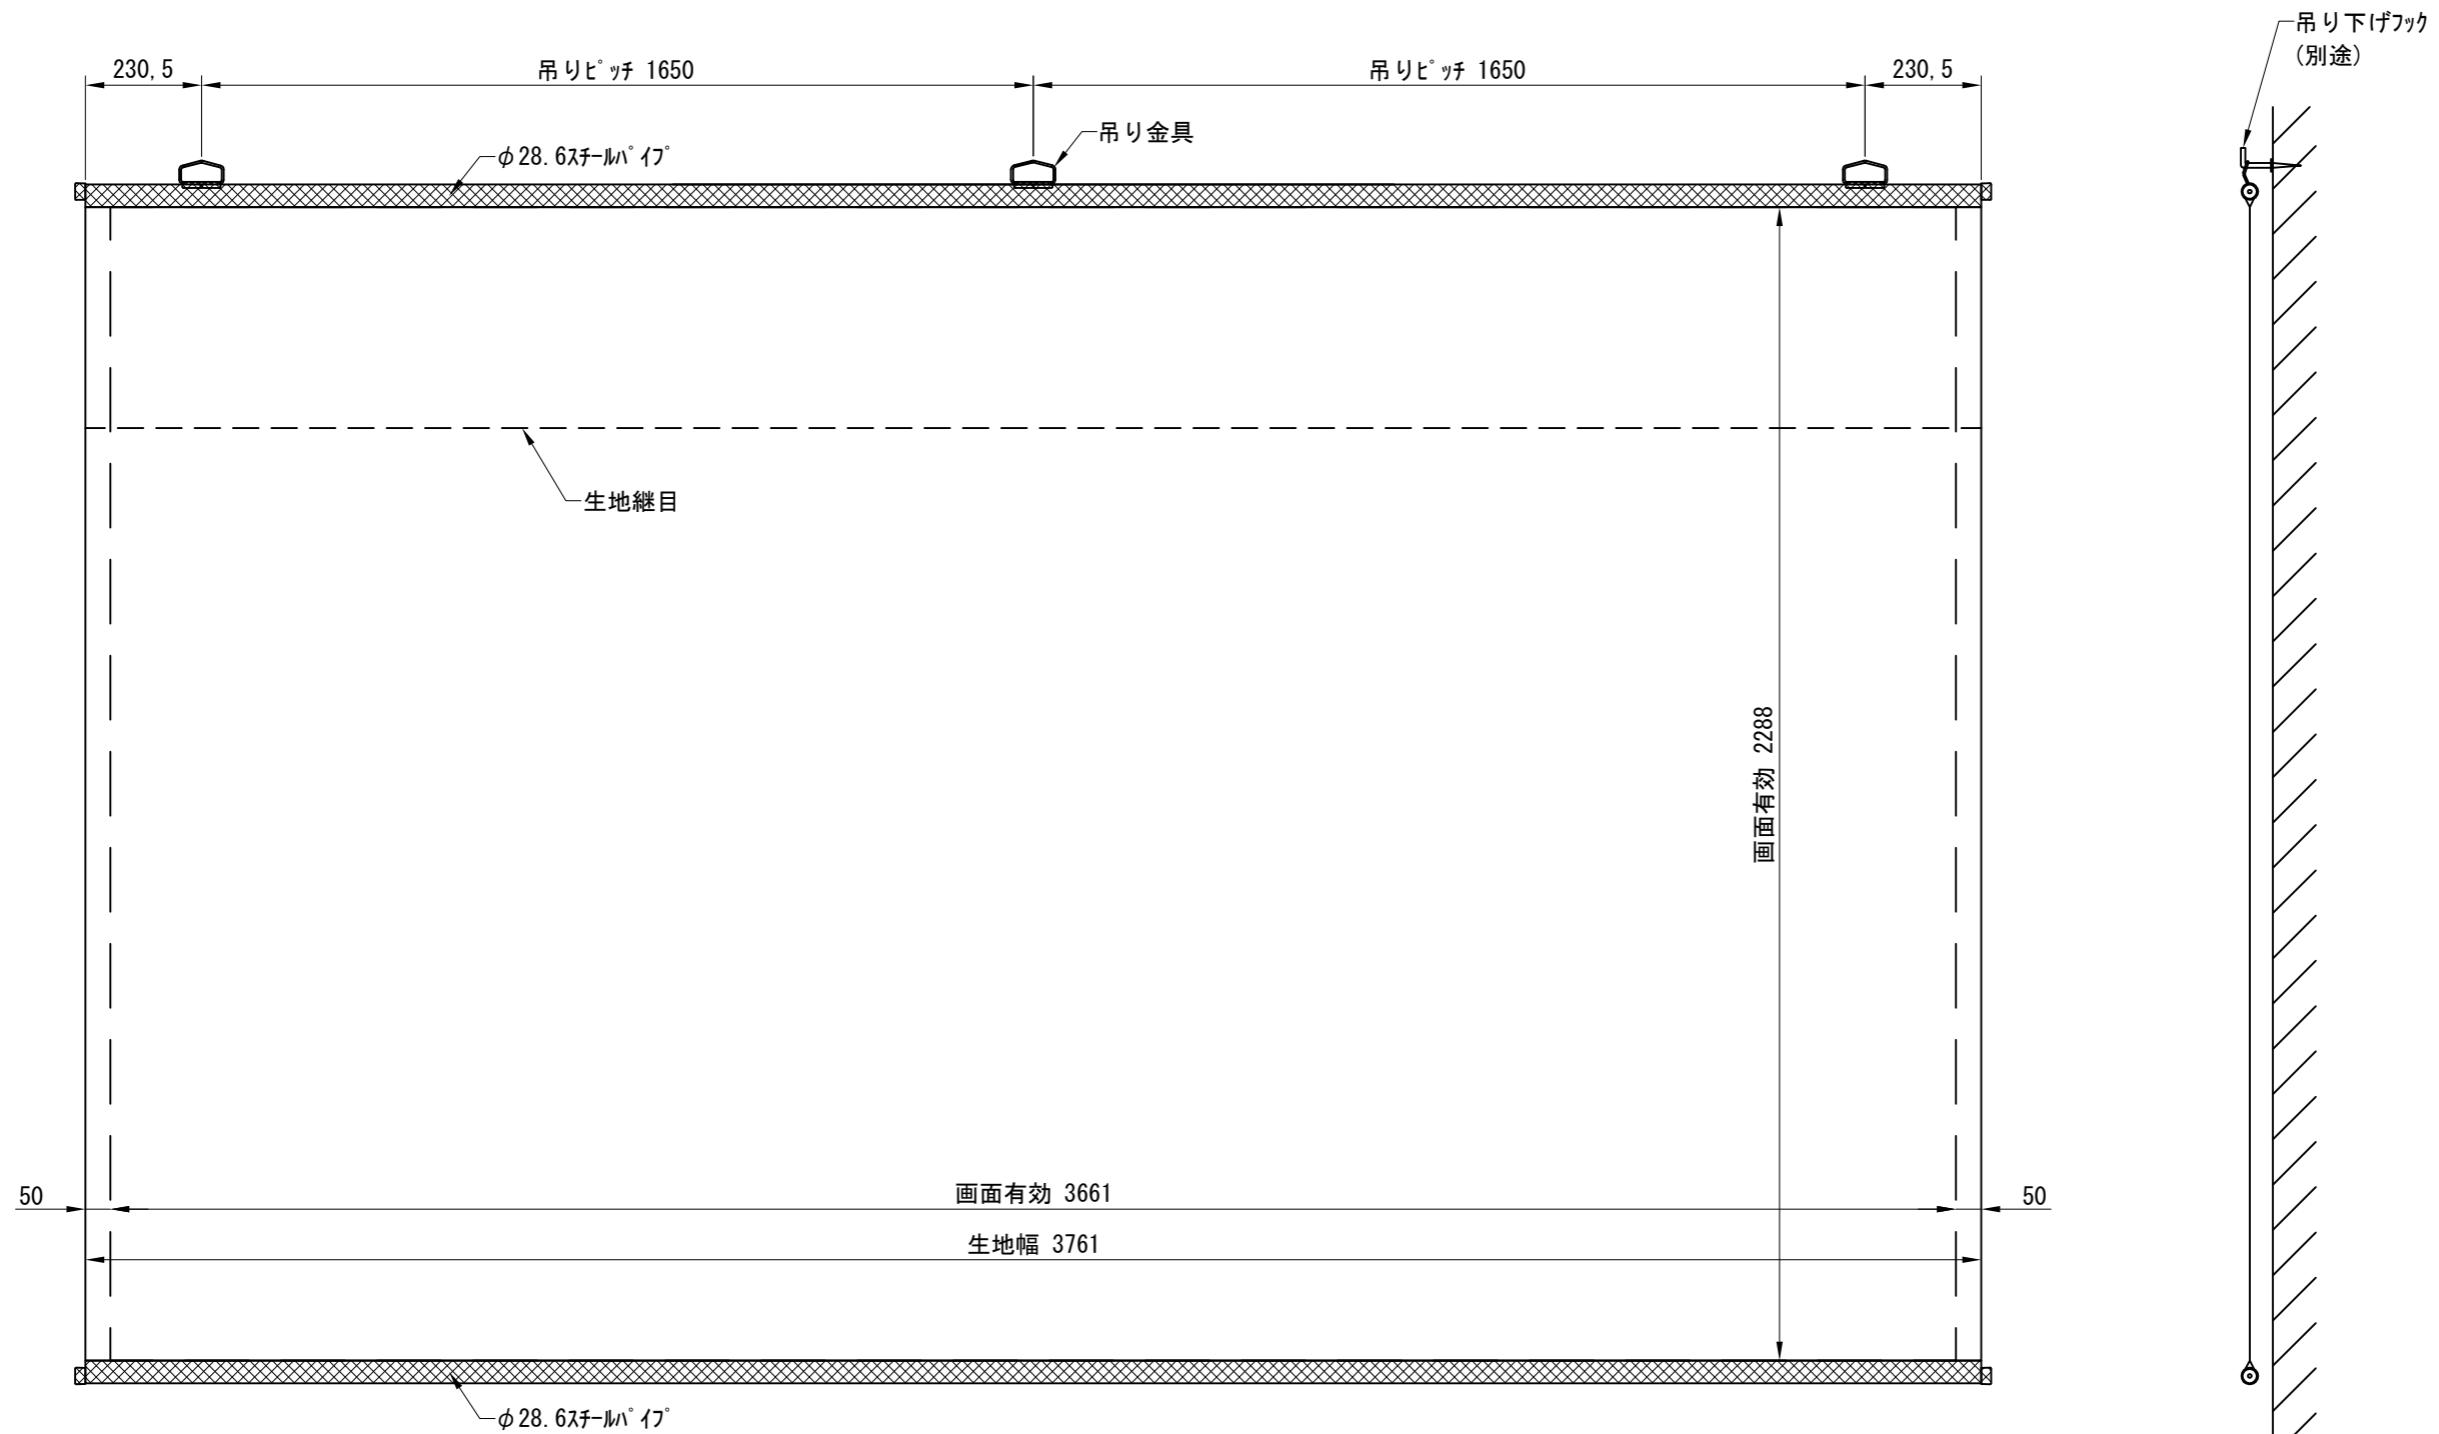 吊り下げﾌｯｸ
(別途)
230,5
吊りﾋﾟｯﾁ 1650
吊りﾋﾟｯﾁ 1650
230,5
吊り金具
φ28.6ｽﾁｰﾙﾊﾟｲﾌﾟ
生地継目
画面有効 2288
50
画面有効 3661
50
生地幅 3761
φ28.6ｽﾁｰﾙﾊﾟｲﾌﾟ